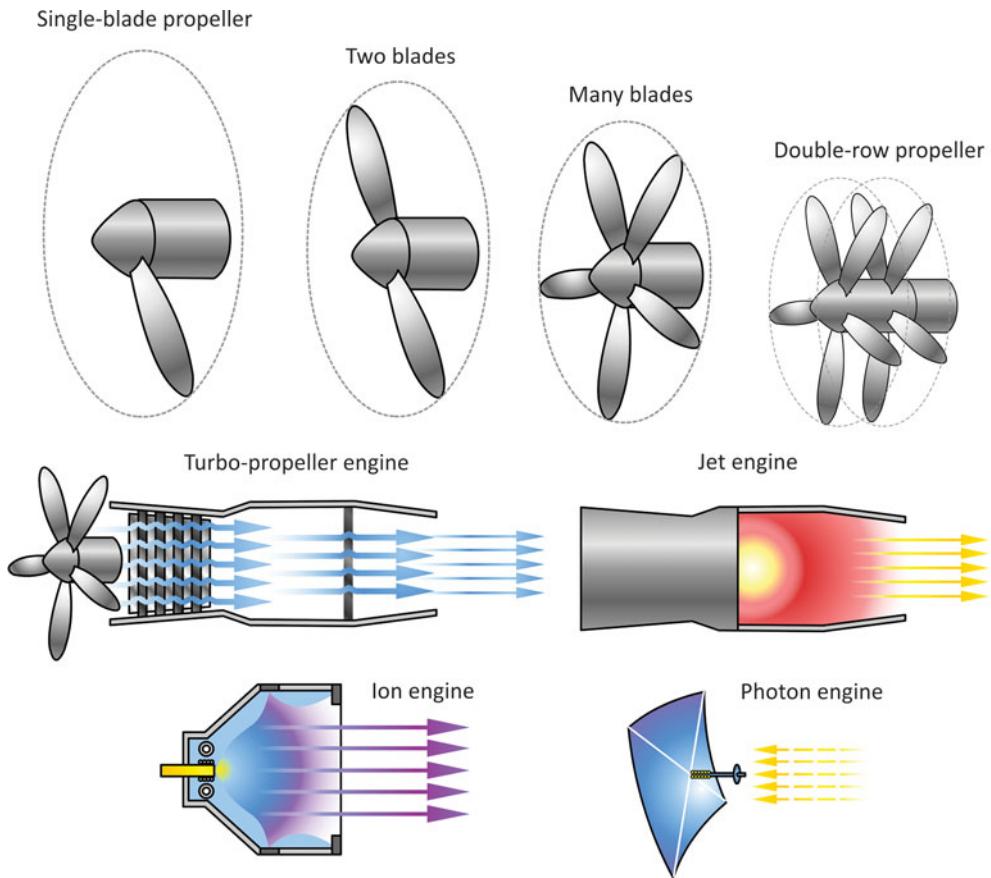 Single-blade propeller
Two blades
Many blades
Double-row propeller
Turbo-propeller engine
Jet engine
Ion engine
Photon engine